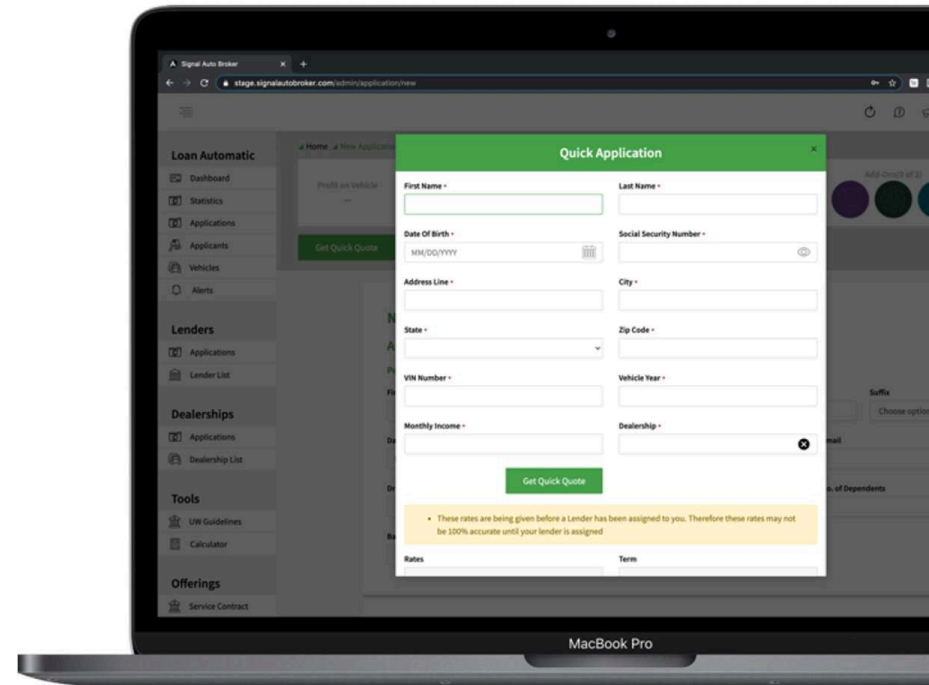 Signal Auto Broker
stage.signalautobroker.com/admin/application/new
Loan Automatic
Dashboard
Statistics
Applications
Applicants
Vehicles
Alerts
Lenders
Applications
Lender List
Dealerships
Applications
Dealership List
Tools
UW Guidelines
Calculator
Offerings
Service Contract
Home New
Profit on Vehicle
Get Quick Quote
Quick Application
First Name *
Last Name *
Date Of Birth *
Social Security Number *
MM/DD/YYYY
Address Line *
City *
State *
Zip Code *
VIN Number *
Vehicle Year *
Monthly Income *
Dealership *
Get Quick Quote
• These rates are being given before a Lender has been assigned to you. Therefore these rates may not
be 100% accurate until your lender is assigned
Rates
Term
Suffix
Choose option
of Dependents
MacBook Pro